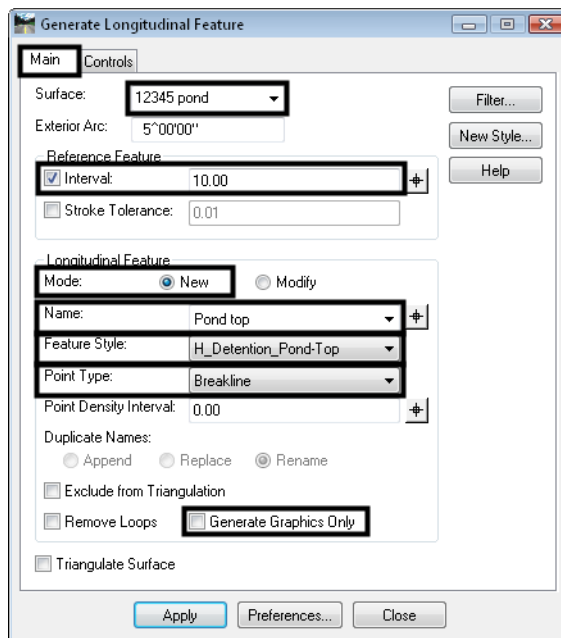 Generate Longitudinal Feature
Main Controls
Surface: 12345 pond Filter...
Exterior Arc: 5^00'00" New Style...
Reference Feature
Interval: 10.00 Help
Stroke Tolerance: 0.01
Longitudinal Feature
Mode: New Modify
Name: Pond top
Feature Style: H_Detention_Pond-Top
Point Type: Breakline
Point Density Interval: 0.00
Duplicate Names:
Append Replace Rename
Exclude from Triangulation
Remove Loops Generate Graphics Only
Triangulate Surface
Apply Preferences... Close